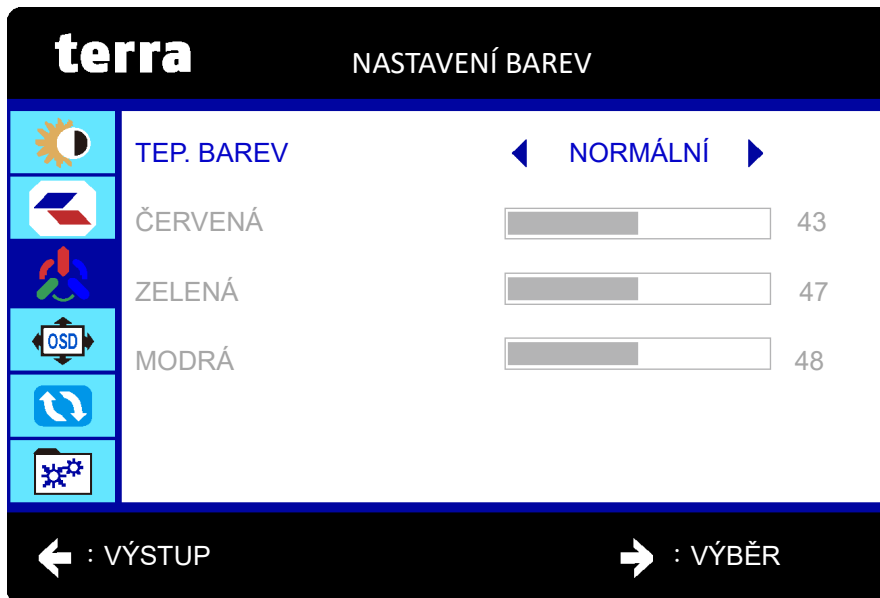 terra NASTAVENÍ BAREV
TEP. BAREV NORMÁLNÍ
ČERVENÁ 43
ZELENÁ 47
OSD
MODRÁ 48
: VÝSTUP : VÝBĚR